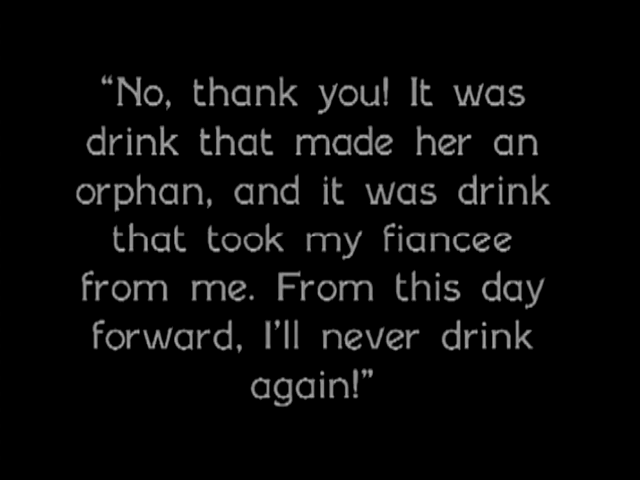 “No, thank you! It was
drink that made her an
orphan, and it was drink
that took my fiancee
from me. From this day
forward, I’ll never drink
again!”